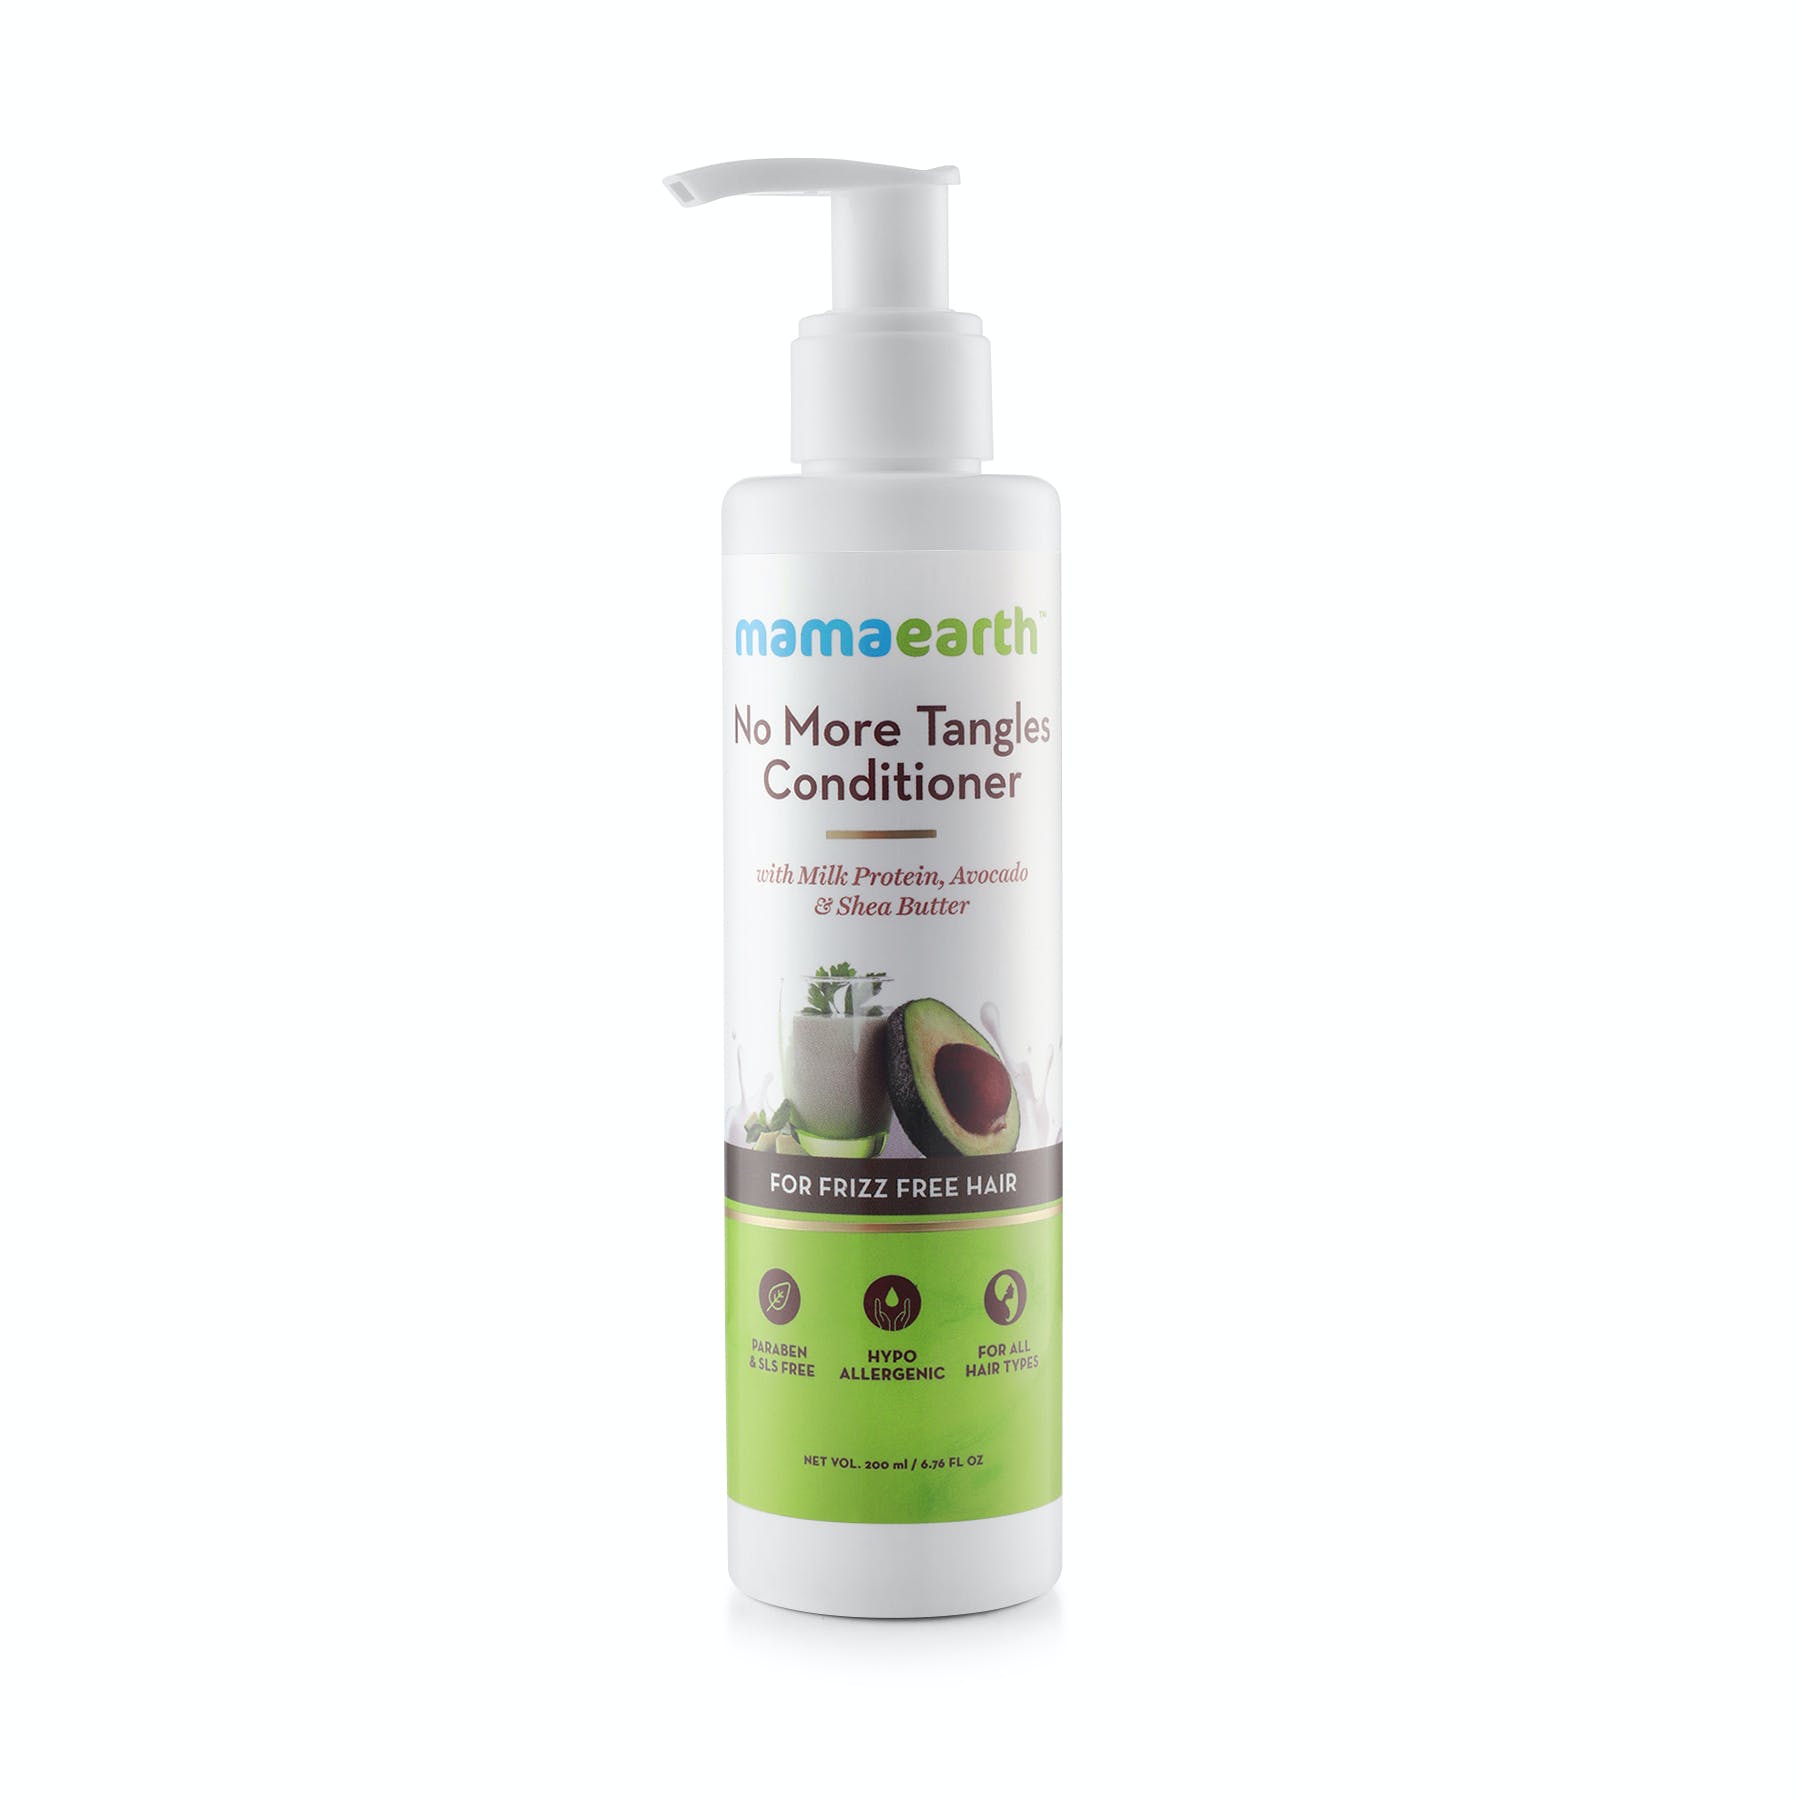 mamaearth™
No More Tangles
Conditioner
with Milk Protein, Avocado
& Shea Butter
FOR FRIZZ FREE HAIR
PARABEN
& SLS FREE
HYPO
ALLERGENIC
FOR ALL
HAIR TYPES
NET VOL. 200 ml / 6.76 FL OZ